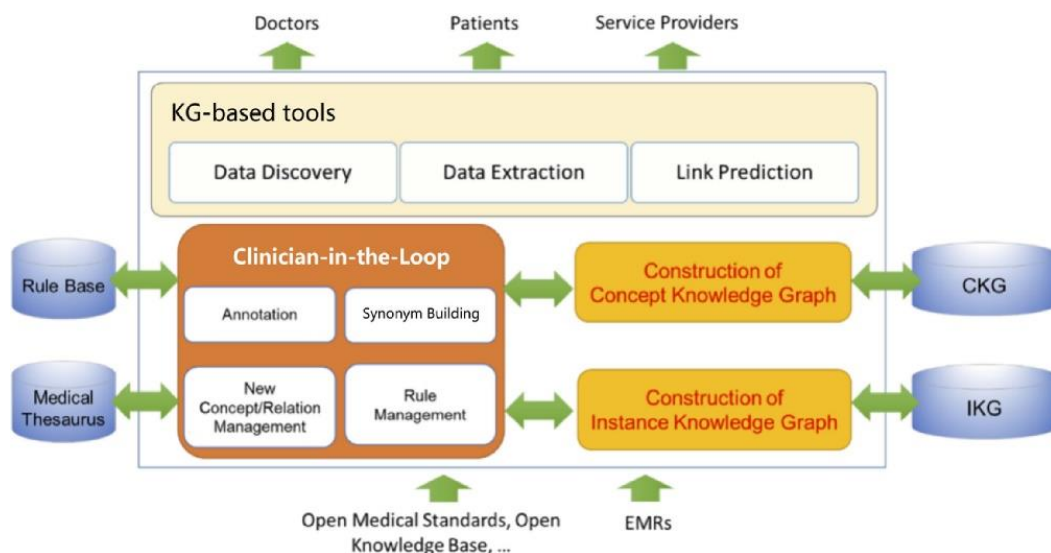 Doctors
Patients
Service Providers
KG-based tools
Data Discovery
Data Extraction
Link Prediction
Rule Base
Clinician-in-the-Loop
Annotation
Synonym Building
Construction of
Concept Knowledge Graph
CKG
Medical
Thesaurus
New
Concept/Relation
Management
Rule
Management
Construction of
Instance Knowledge Graph
IKG
Open Medical Standards, Open
Knowledge Base, ...
EMRs